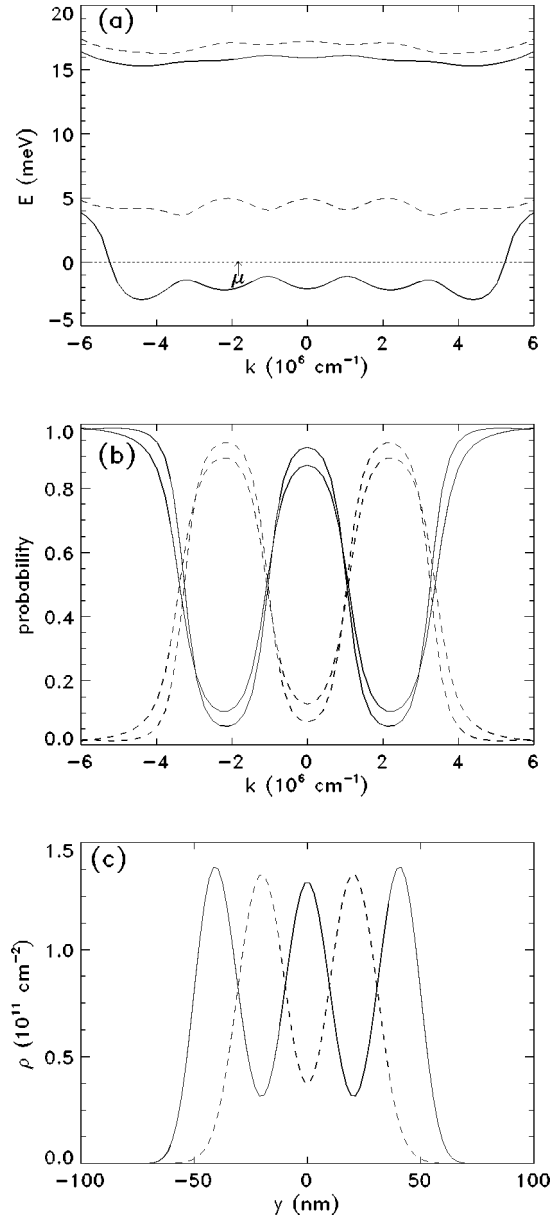 (a)
20
15
10
5
0
−5
E (meV)
μ
−6 −4 −2 0 2 4 6
k (10⁶ cm⁻¹)
(b)
1.0
0.8
0.6
0.4
0.2
0.0
probability
−6 −4 −2 0 2 4 6
k (10⁶ cm⁻¹)
(c)
1.5
1.0
0.5
0.0
ρ (10¹¹ cm⁻²)
−100 −50 0 50 100
y (nm)